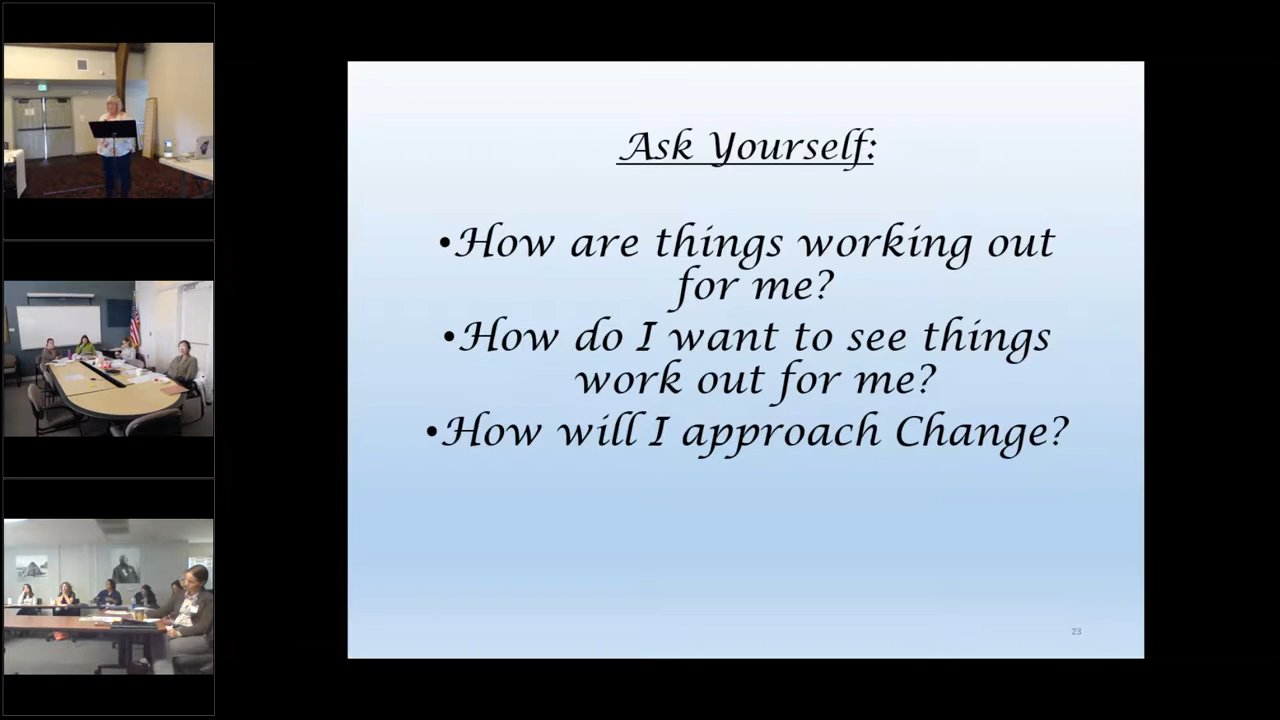 Ask Yourself:
•How are things working out
for me?
•How do I want to see things
work out for me?
•How will I approach Change?
23